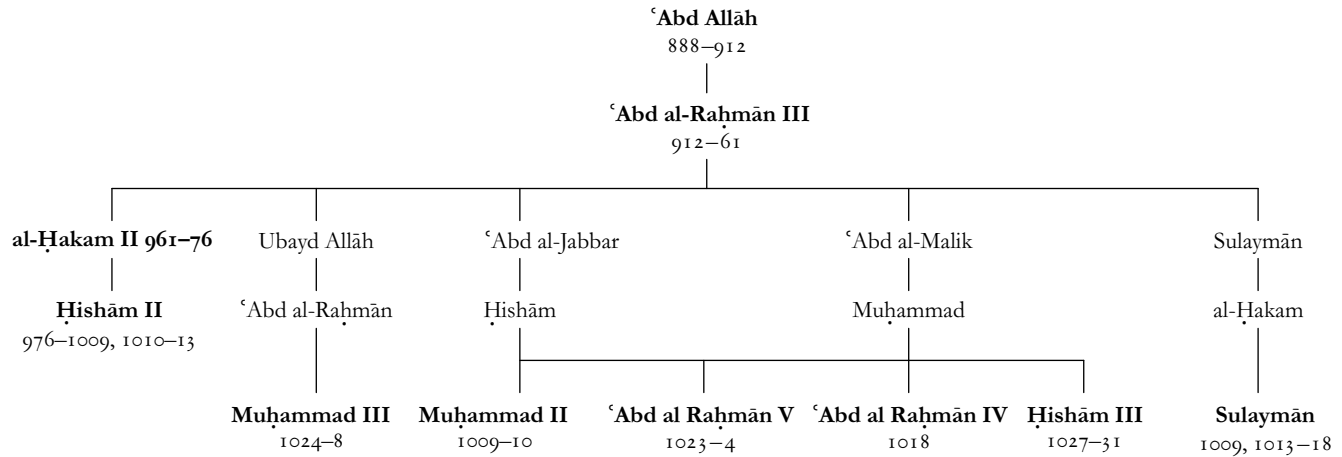 ʿAbd Allāh
888–912
ʿAbd al-Raḥmān III
912–61
al-Ḥakam II 961–76 Ubayd Allāh ʿAbd al-Jabbar ʿAbd al-Malik Sulaymān
Ḥishām II ʿAbd al-Raḥmān Ḥishām Muḥammad al-Ḥakam
976–1009, 1010–13
Muḥammad III Muḥammad II ʿAbd al Raḥmān V ʿAbd al Raḥmān IV Ḥishām III Sulaymān
1024–8 1009–10 1023–4 1018 1027–31 1009, 1013–18